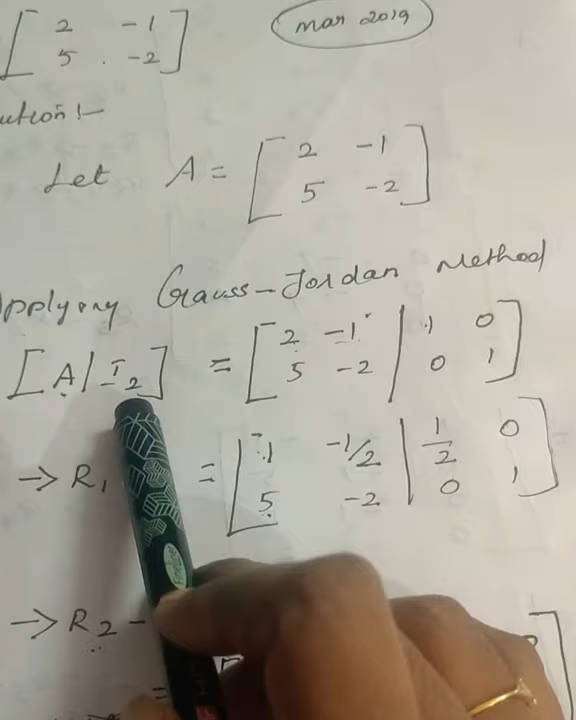 [ 2 -1
5 -2 ]
Mar 2019
ution:-
Let A = [ 2 -1
5 -2 ]
pplying Gauss-Jordan Method
[A|I2] = [ 2 -1 | 1 0
5 -2 | 0 1 ]
→ R1 = [ 1 -1/2 | 1/2 0
5 -2 | 0 1 ]
→ R2 -
=